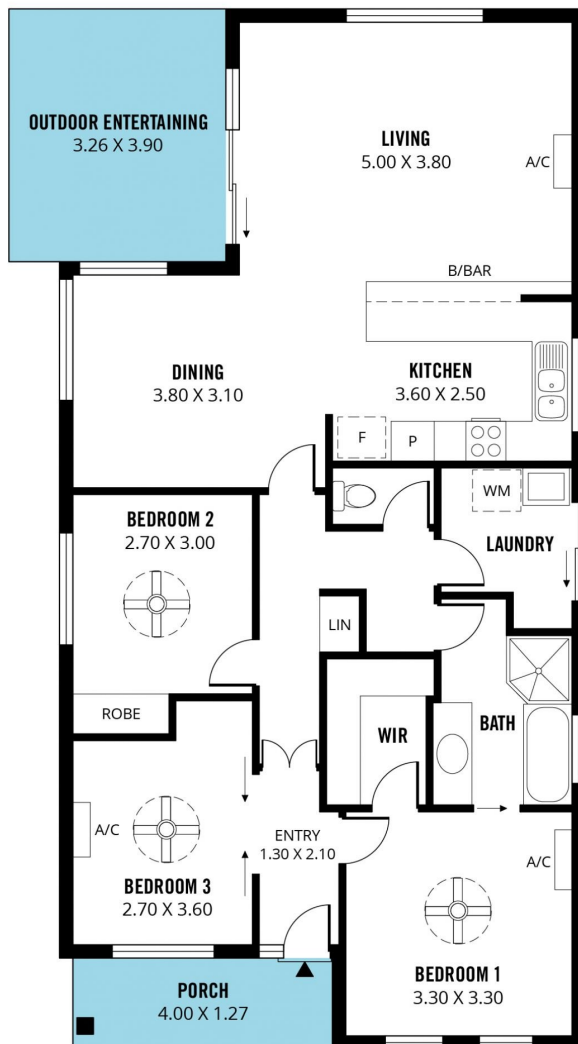 OUTDOOR ENTERTAINING
3.26 X 3.90
LIVING
5.00 X 3.80
A/C
B/BAR
DINING
3.80 X 3.10
KITCHEN
3.60 X 2.50
F
P
WM
LAUNDRY
BEDROOM 2
2.70 X 3.00
LIN
ROBE
WIR
BATH
A/C
ENTRY
1.30 X 2.10
A/C
BEDROOM 3
2.70 X 3.60
BEDROOM 1
3.30 X 3.30
PORCH
4.00 X 1.27